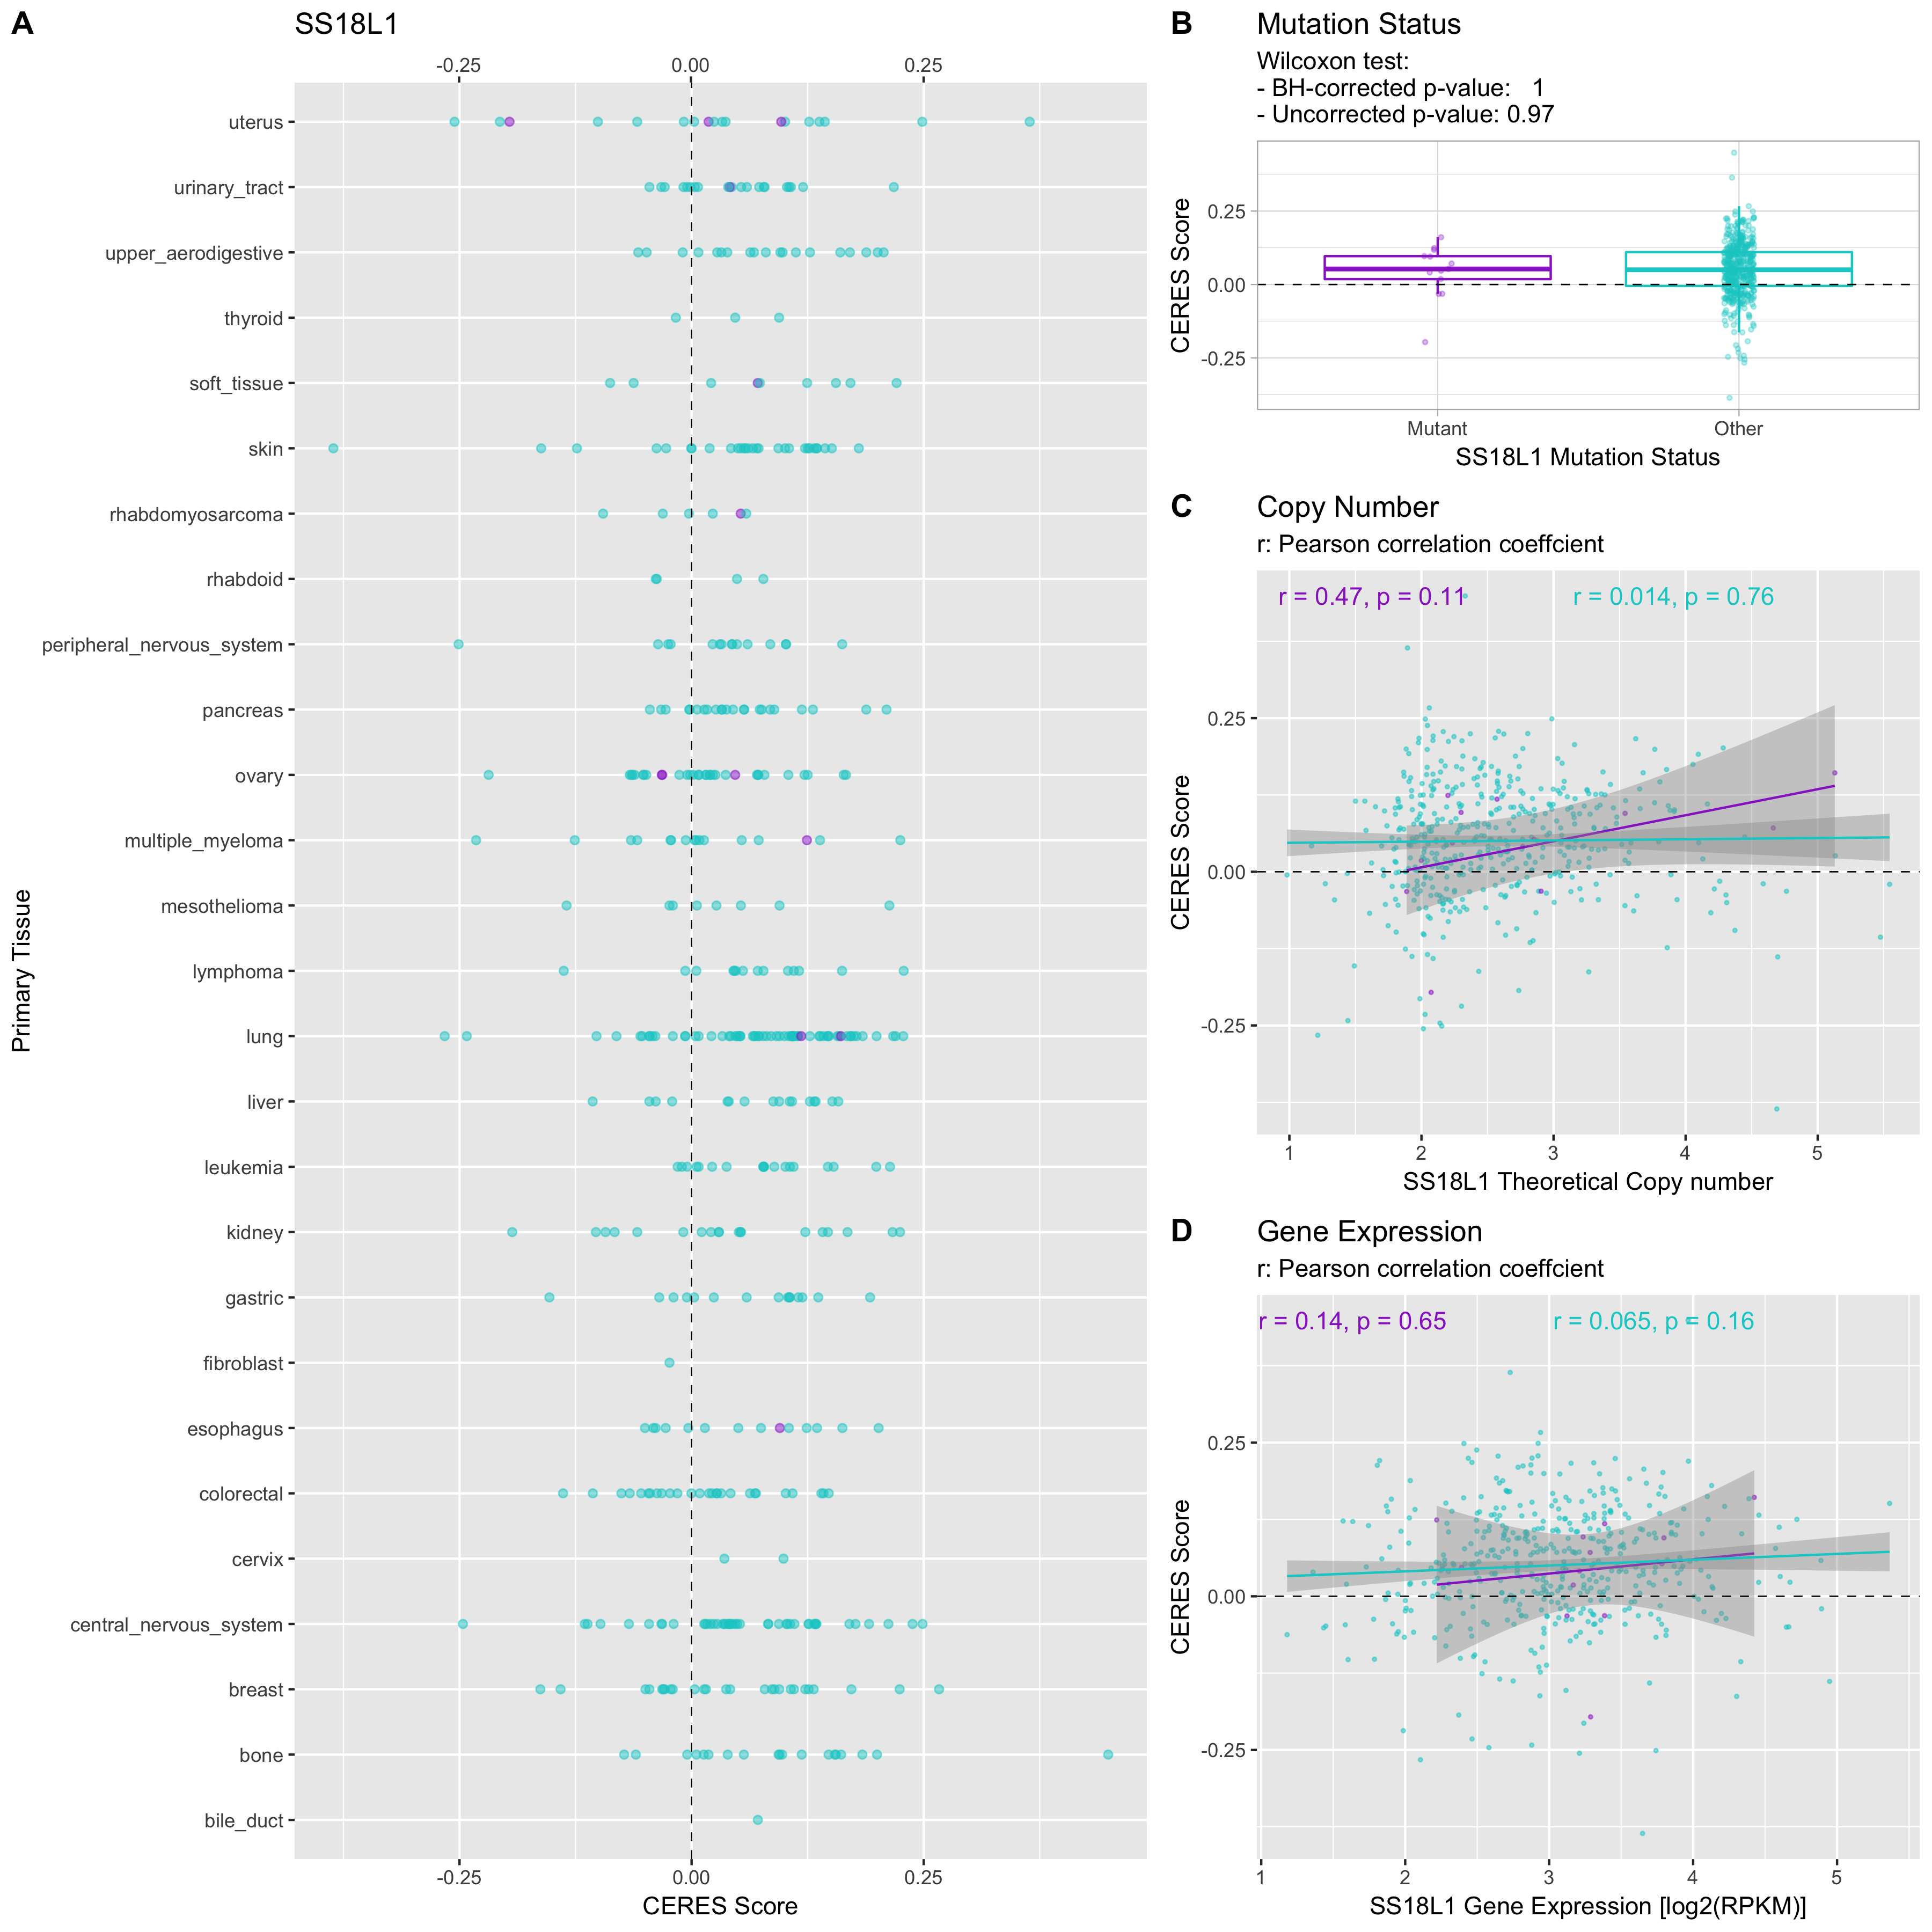 A
SS18L1
-0.25 0.00 0.25
Primary Tissue
uterus
urinary_tract
upper_aerodigestive
thyroid
soft_tissue
skin
rhabdomyosarcoma
rhabdoid
peripheral_nervous_system
pancreas
ovary
multiple_myeloma
mesothelioma
lymphoma
lung
liver
leukemia
kidney
gastric
fibroblast
esophagus
colorectal
cervix
central_nervous_system
breast
bone
bile_duct
-0.25 0.00 0.25
CERES Score
B
Mutation Status
Wilcoxon test:
- BH-corrected p-value: 1
- Uncorrected p-value: 0.97
CERES Score
0.25
0.00
-0.25
Mutant Other
SS18L1 Mutation Status
C
Copy Number
r: Pearson correlation coeffcient
r = 0.47, p = 0.11 r = 0.014, p = 0.76
CERES Score
0.25
0.00
-0.25
1 2 3 4 5
SS18L1 Theoretical Copy number
D
Gene Expression
r: Pearson correlation coeffcient
r = 0.14, p = 0.65 r = 0.065, p = 0.16
CERES Score
0.25
0.00
-0.25
1 2 3 4 5
SS18L1 Gene Expression [log2(RPKM)]